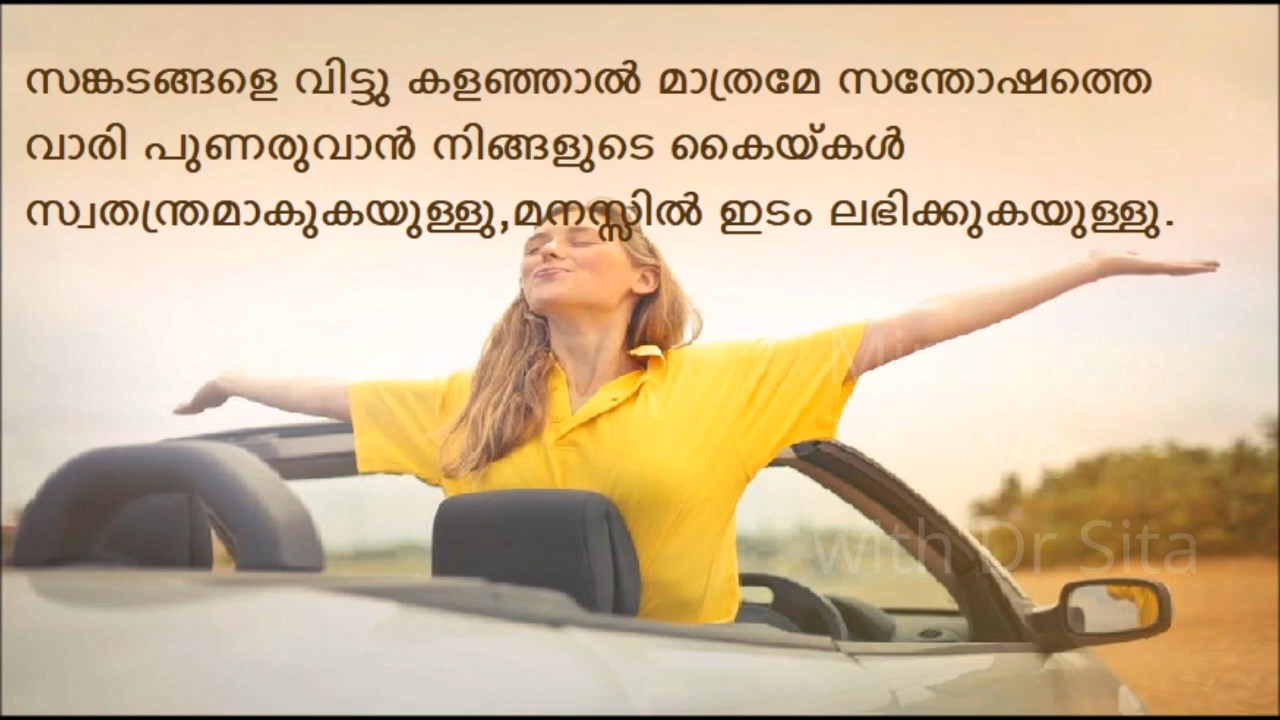 സങ്കടങ്ങളെ വിട്ടു കളഞ്ഞാൽ മാത്രമേ സന്തോഷത്തെ
വാരി പുണരുവാൻ നിങ്ങളുടെ കൈയ്കൾ
സ്വതന്ത്രമാകുകയുള്ളു,മനസ്സിൽ ഇടം ലഭിക്കുകയുള്ളു.
with Dr Sita